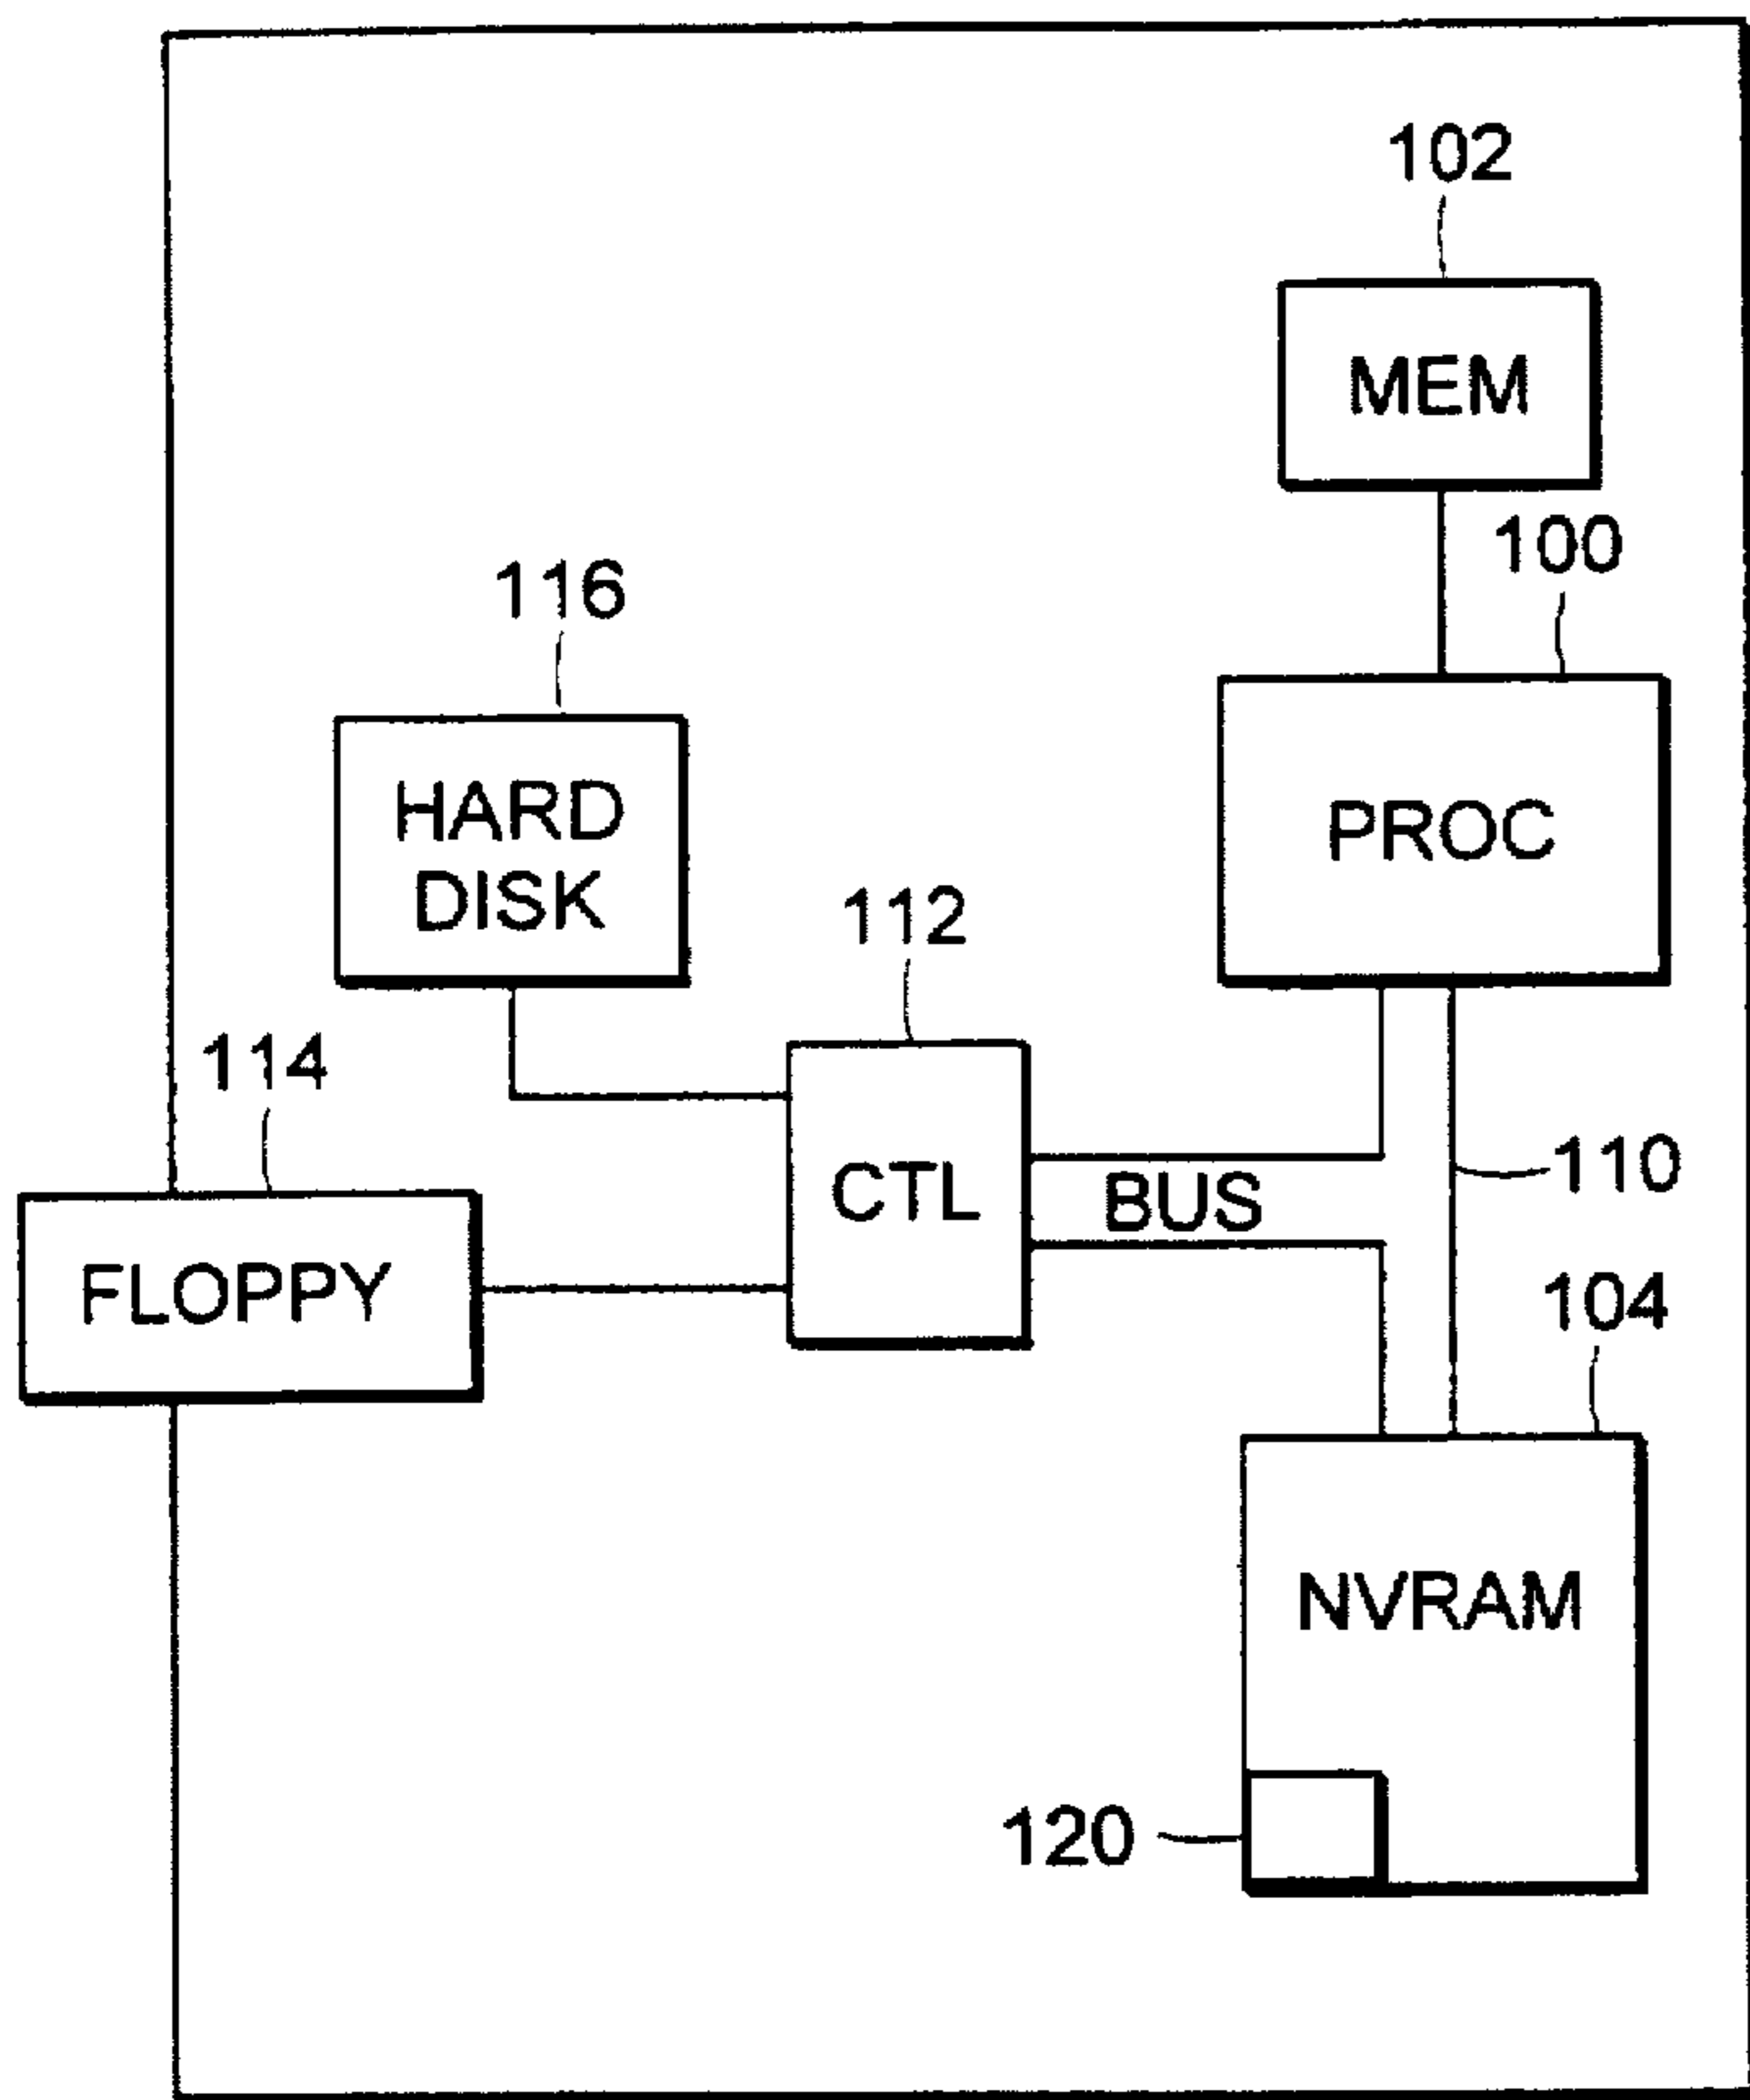 102
MEM
100
116
HARD
DISK
PROC
112
114
CTL
BUS
110
FLOPPY
104
NVRAM
120